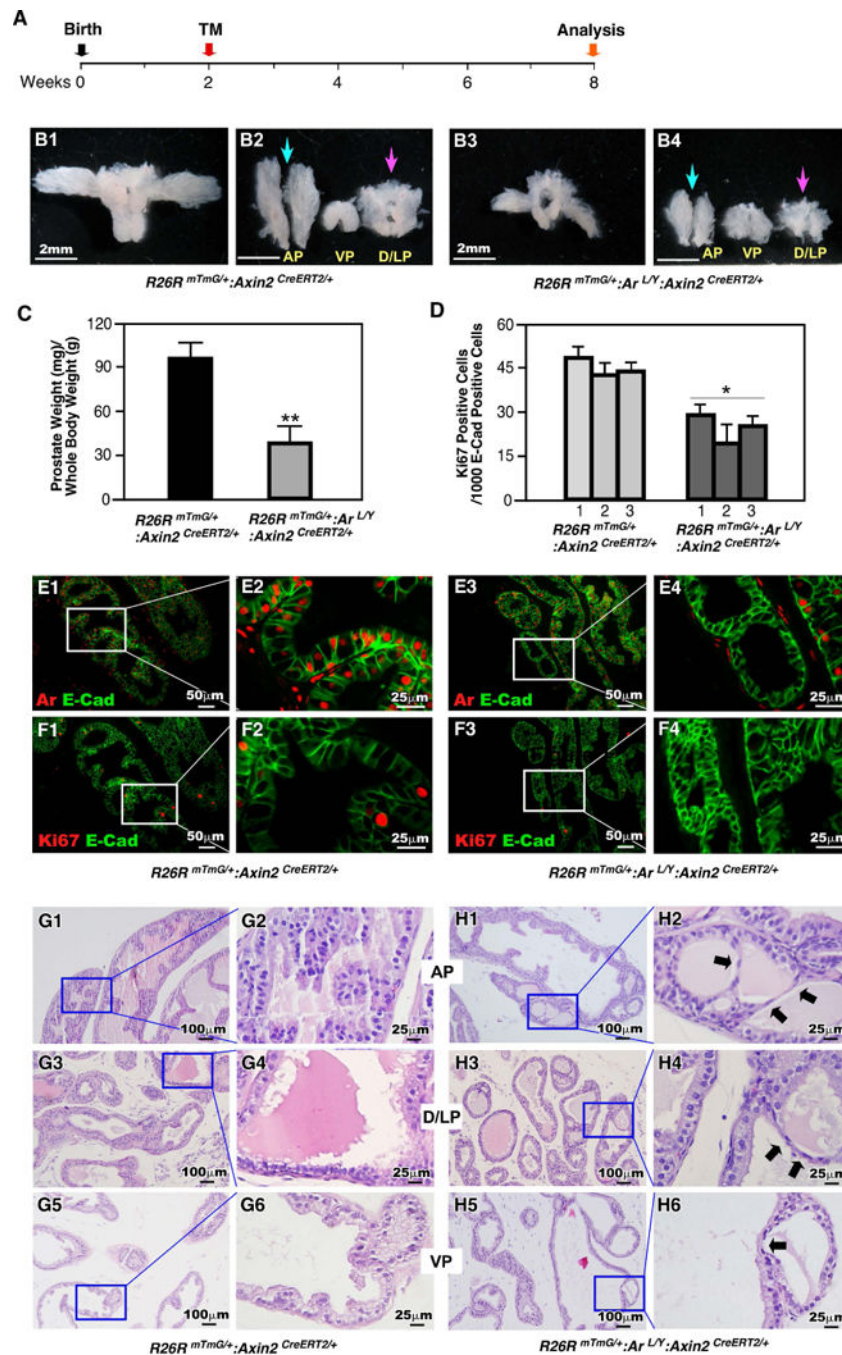 A
Birth TM Analysis
Weeks 0 2 4 6 8
B1 B2 B3 B4
2mm AP VP D/LP 2mm AP VP D/LP
R26R mTmG/+:Axin2 CreERT2/+ R26R mTmG/+:Ar L/Y:Axin2 CreERT2/+
C
Prostate Weight (mg)/
Whole Body Weight (g)
120
90
60
30
0
**
R26R mTmG/+ R26R mTmG/+:Ar L/Y
:Axin2 CreERT2/+ :Axin2 CreERT2/+
D
Ki67 Positive Cells
/1000 E-Cad Positive Cells
60
45
30
15
0
*
1 2 3 1 2 3
R26R mTmG/+ R26R mTmG/+:Ar L/Y
:Axin2 CreERT2/+ :Axin2 CreERT2/+
E1 E2 E3 E4
Ar E-Cad 50μm 25μm Ar E-Cad 50μm 25μm
F1 F2 F3 F4
Ki67 E-Cad 50μm 25μm Ki67 E-Cad 50μm 25μm
R26R mTmG/+:Axin2 CreERT2/+ R26R mTmG/+:Ar L/Y:Axin2 CreERT2/+
G1 G2 H1 H2
AP
100μm 25μm 100μm 25μm
G3 G4 H3 H4
D/LP
100μm 25μm 100μm 25μm
G5 G6 H5 H6
VP
100μm 25μm 100μm 25μm
R26R mTmG/+:Axin2 CreERT2/+ R26R mTmG/+:Ar L/Y:Axin2 CreERT2/+